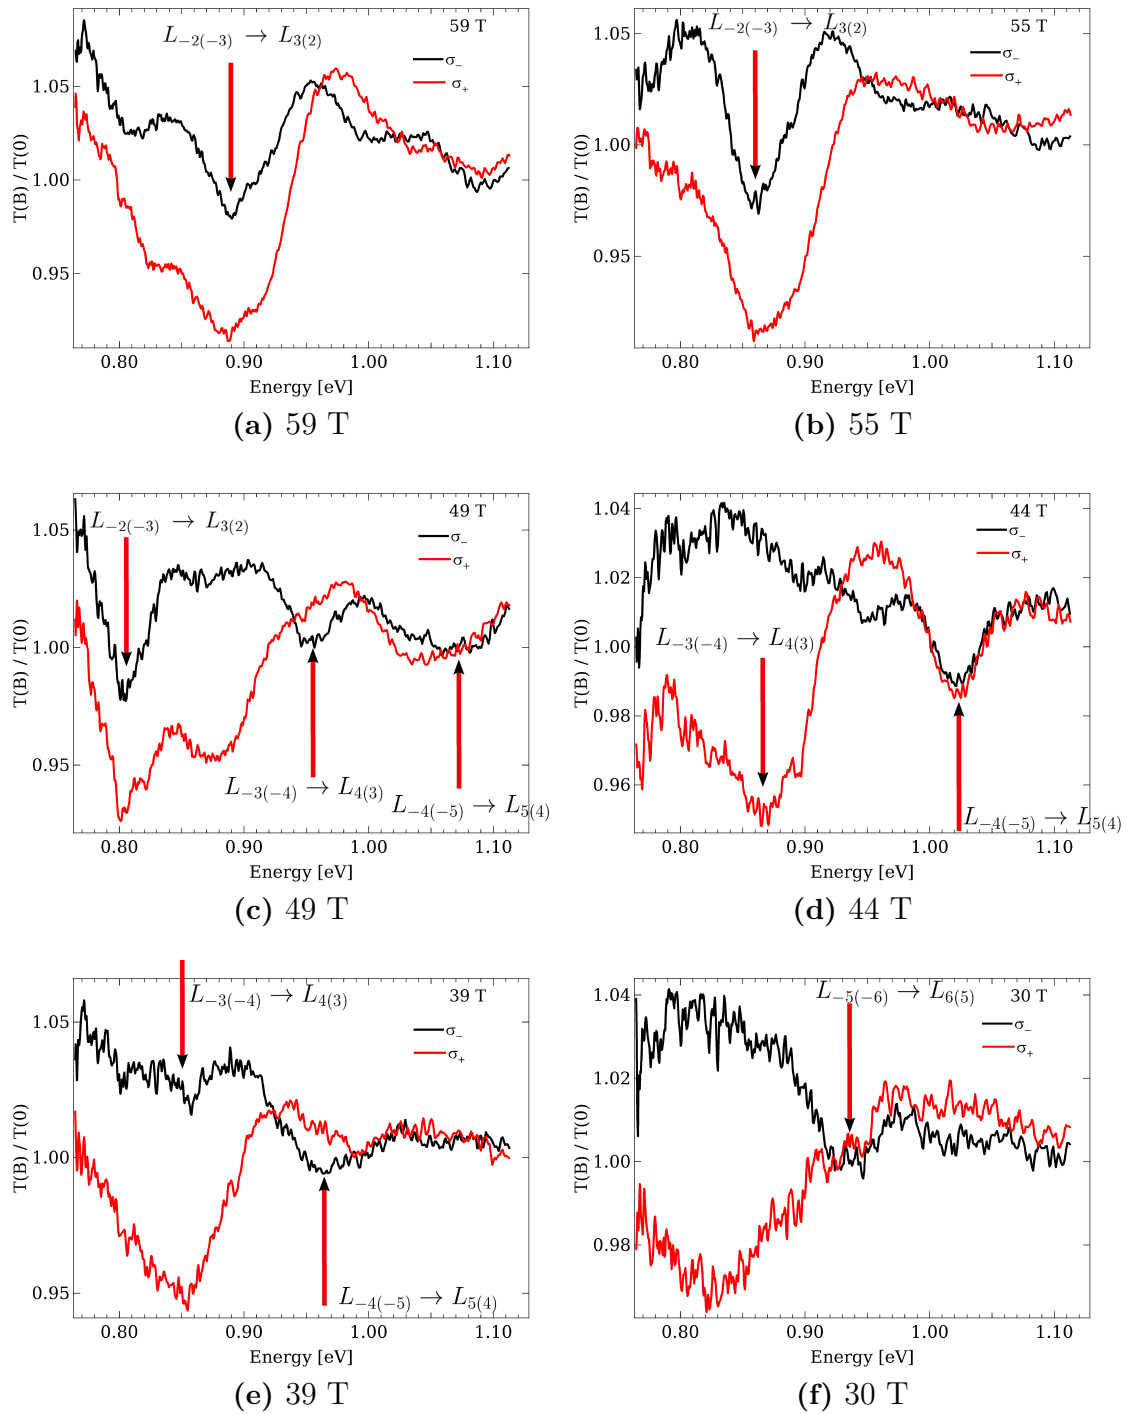 59 T
L₋₂₍₋₃₎ → L₃₍₂₎
σ₋
σ₊
1.05
1.00
0.95
T(B) / T(0)
0.80 0.90 1.00 1.10
Energy [eV]
(a) 59 T
55 T
L₋₂₍₋₃₎ → L₃₍₂₎
σ₋
σ₊
1.05
1.00
0.95
T(B) / T(0)
0.80 0.90 1.00 1.10
Energy [eV]
(b) 55 T
49 T
L₋₂₍₋₃₎ → L₃₍₂₎
σ₋
σ₊
1.05
1.00
0.95
T(B) / T(0)
L₋₃₍₋₄₎ → L₄₍₃₎
L₋₄₍₋₅₎ → L₅₍₄₎
0.80 0.90 1.00 1.10
Energy [eV]
(c) 49 T
44 T
σ₋
σ₊
1.04
1.02
1.00
0.98
0.96
T(B) / T(0)
L₋₃₍₋₄₎ → L₄₍₃₎
L₋₄₍₋₅₎ → L₅₍₄₎
0.80 0.90 1.00 1.10
Energy [eV]
(d) 44 T
39 T
L₋₃₍₋₄₎ → L₄₍₃₎
σ₋
σ₊
1.05
1.00
0.95
T(B) / T(0)
L₋₄₍₋₅₎ → L₅₍₄₎
0.80 0.90 1.00 1.10
Energy [eV]
(e) 39 T
30 T
L₋₅₍₋₆₎ → L₆₍₅₎
σ₋
σ₊
1.04
1.02
1.00
0.98
T(B) / T(0)
0.80 0.90 1.00 1.10
Energy [eV]
(f) 30 T